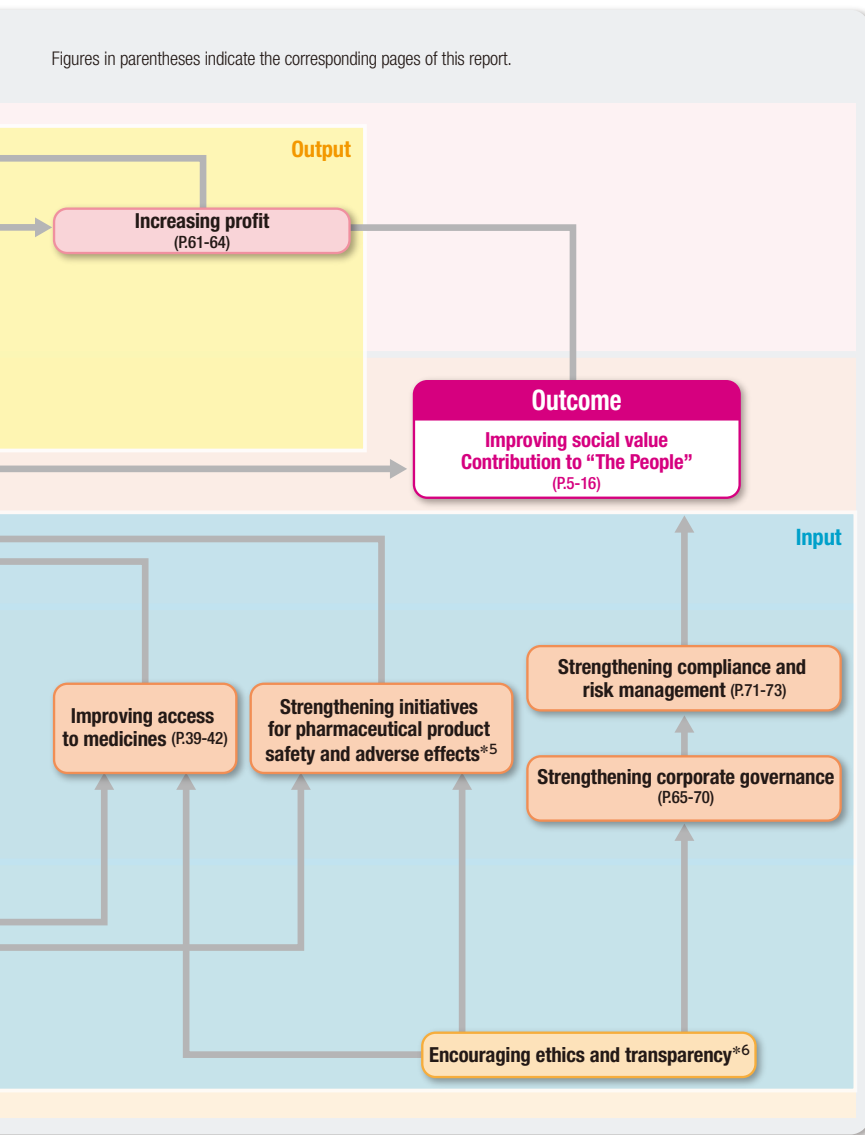 Figures in parentheses indicate the corresponding pages of this report.
Output
Increasing profit
(P.61-64)
Outcome
Improving social value
Contribution to “The People”
(P.5-16)
Input
Strengthening compliance and
risk management (P.71-73)
Improving access
to medicines (P.39-42)
Strengthening initiatives
for pharmaceutical product
safety and adverse effects*5
Strengthening corporate governance
(P.65-70)
Encouraging ethics and transparency*6